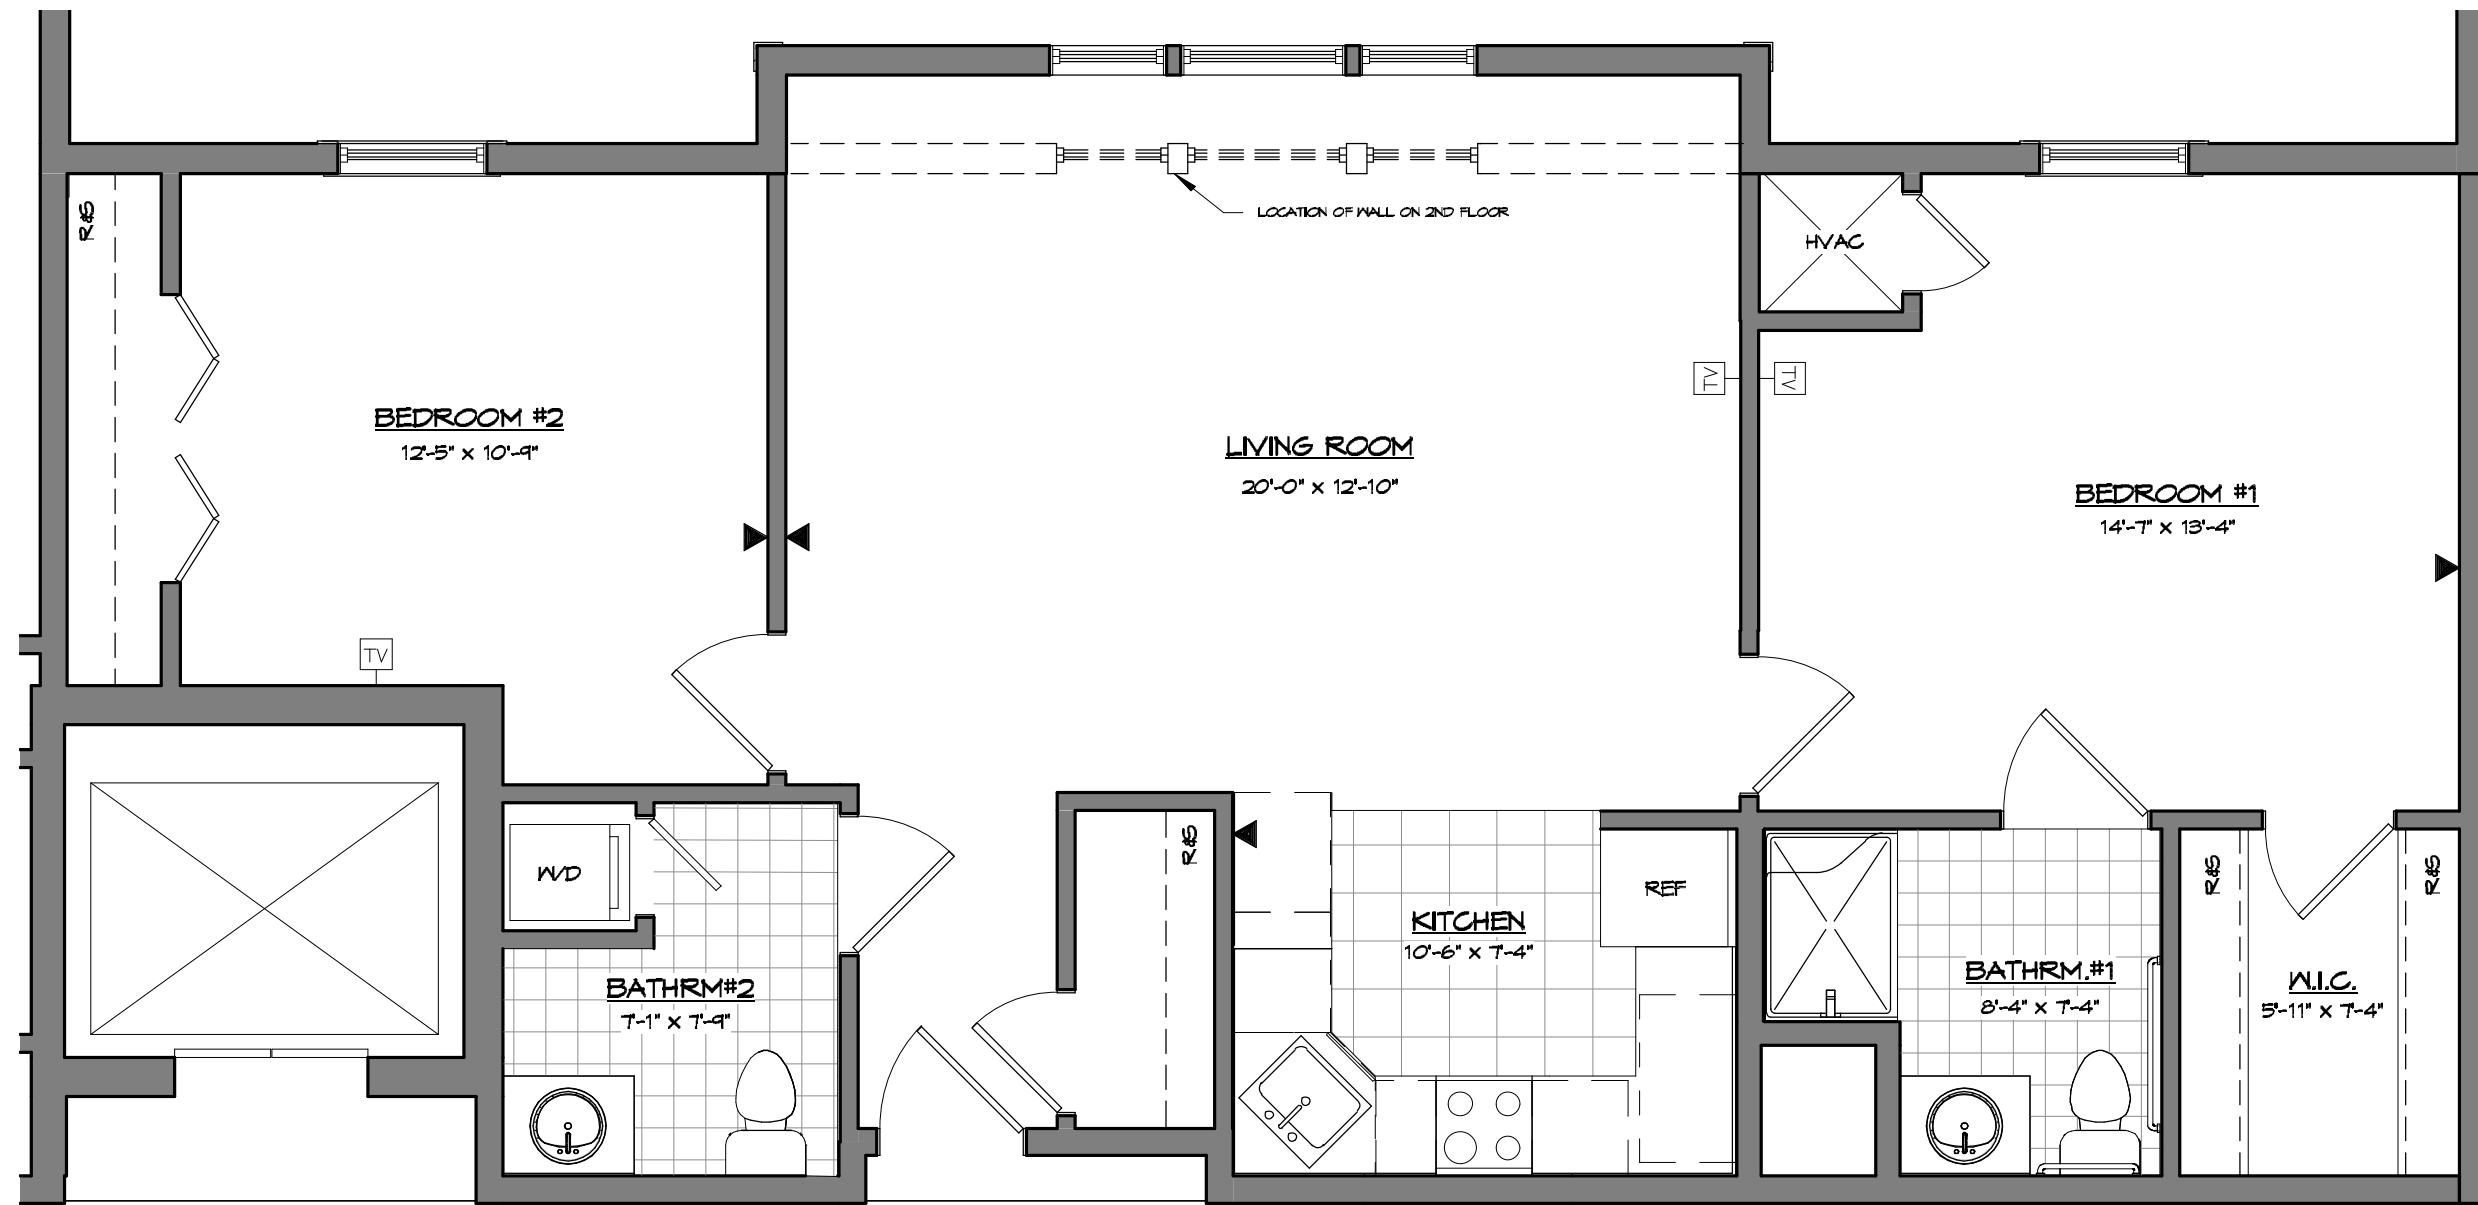 LOCATION OF WALL ON 2ND FLOOR
R&S
HVAC
TV
TV
BEDROOM #2
12'-5" x 10'-9"
LIVING ROOM
20'-0" x 12'-10"
BEDROOM #1
14'-7" x 13'-4"
TV
R&S
W/D
REF
R&S
R&S
KITCHEN
10'-6" x 7'-4"
BATHRM#2
7'-1" x 7'-9"
BATHRM.#1
8'-4" x 7'-4"
W.I.C.
5'-11" x 7'-4"